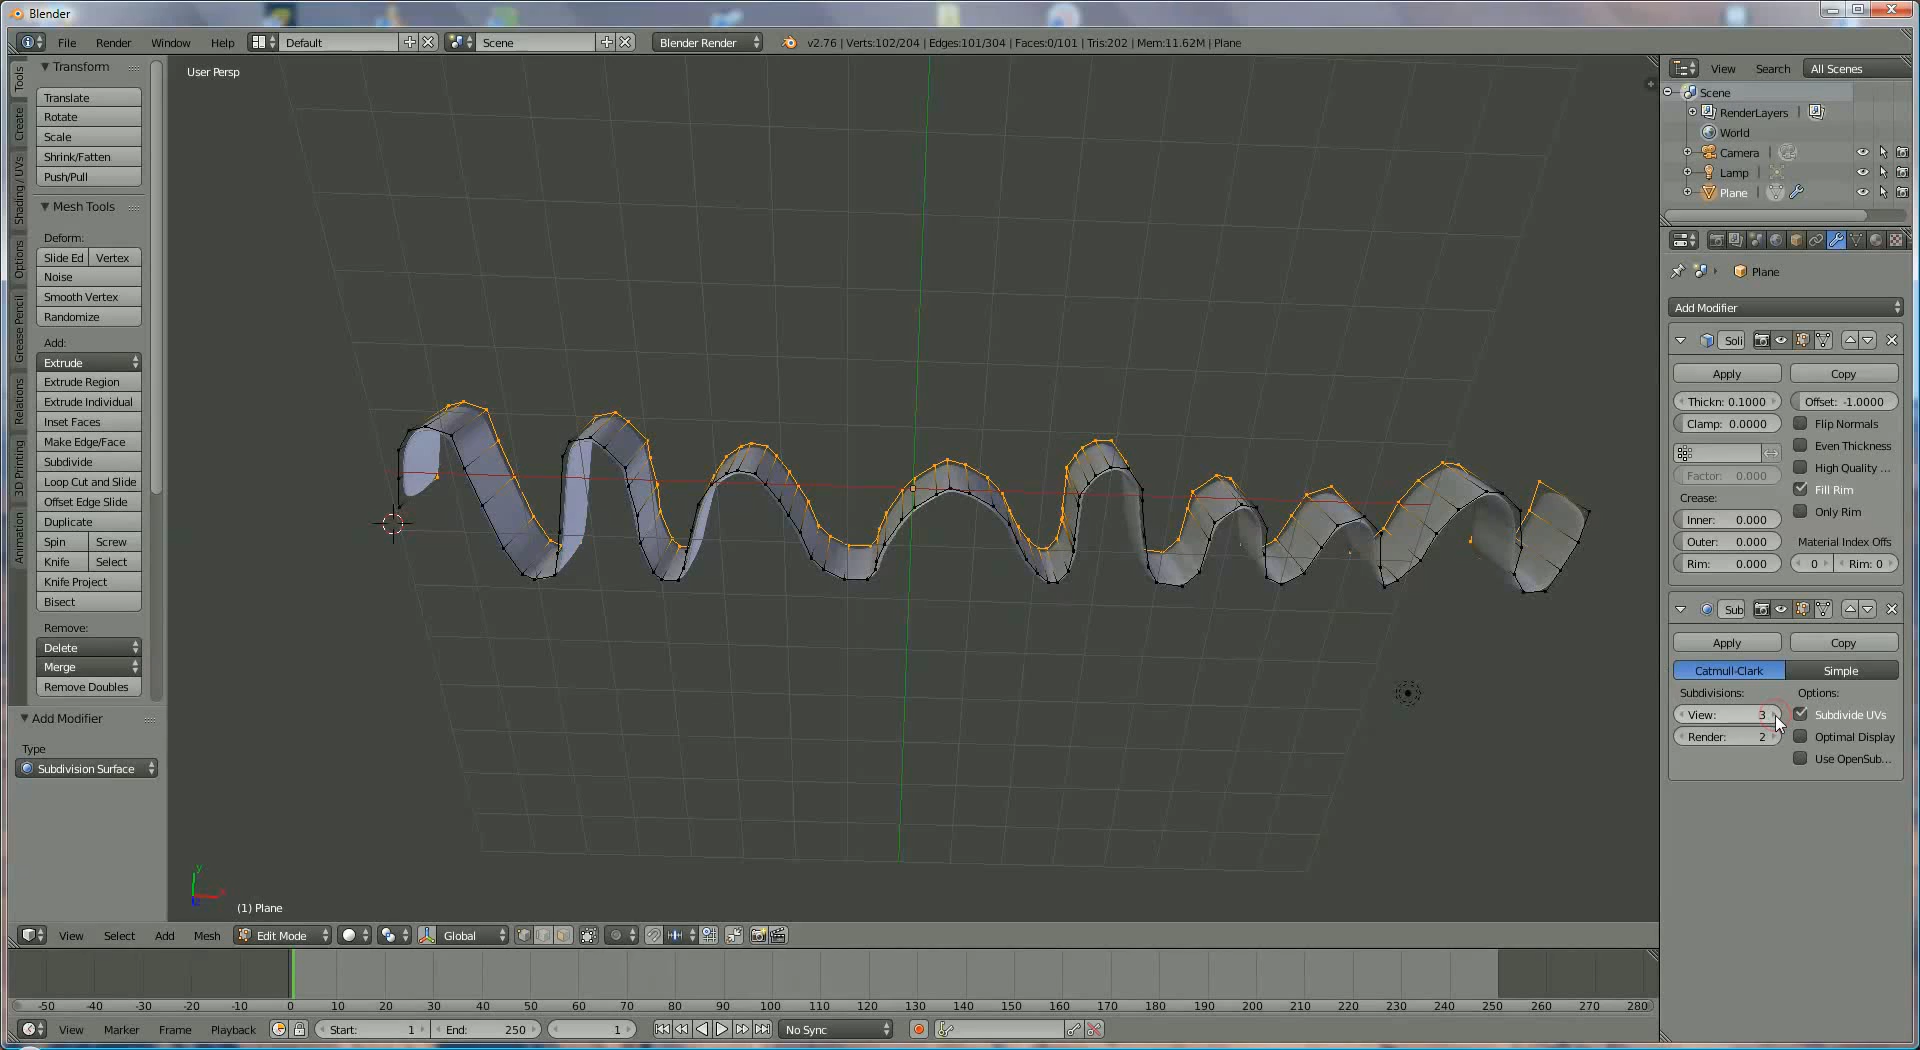 Blender
File Render Window Help Default Scene Blender Render v2.76 | Verts:102/204 | Edges:101/304 | Faces:0/101 | Tris:202 | Mem:11.62M | Plane
Tools
Create
Shading / UVs
Options
Grease Pencil
Relations
3D Printing
Animation
Transform
Translate
Rotate
Scale
Shrink/Fatten
Push/Pull
Mesh Tools
Deform:
Slide Ed Vertex
Noise
Smooth Vertex
Randomize
Add:
Extrude
Extrude Region
Extrude Individual
Inset Faces
Make Edge/Face
Subdivide
Loop Cut and Slide
Offset Edge Slide
Duplicate
Spin Screw
Knife Select
Knife Project
Bisect
Remove:
Delete
Merge
Remove Doubles
Add Modifier
Type
Subdivision Surface
User Persp
y
x
z
(1) Plane
View Search All Scenes
Scene
RenderLayers
World
Camera
Lamp
Plane
Plane
Add Modifier
Soli
Apply Copy
Thickn: 0.1000 Offset: -1.0000
Clamp: 0.0000 Flip Normals
Even Thickness
High Quality ...
Factor: 0.000
Fill Rim
Crease:
Only Rim
Inner: 0.000
Outer: 0.000 Material Index Offs
Rim: 0.000 0 Rim: 0
Sub
Apply Copy
Catmull-Clark Simple
Subdivisions: Options:
View: 3 Subdivide UVs
Render: 2 Optimal Display
Use OpenSub...
View Select Add Mesh Edit Mode Global
-50 -40 -30 -20 -10 0 10 20 30 40 50 60 70 80 90 100 110 120 130 140 150 160 170 180 190 200 210 220 230 240 250 260 270 280
View Marker Frame Playback Start: 1 End: 250 1 No Sync